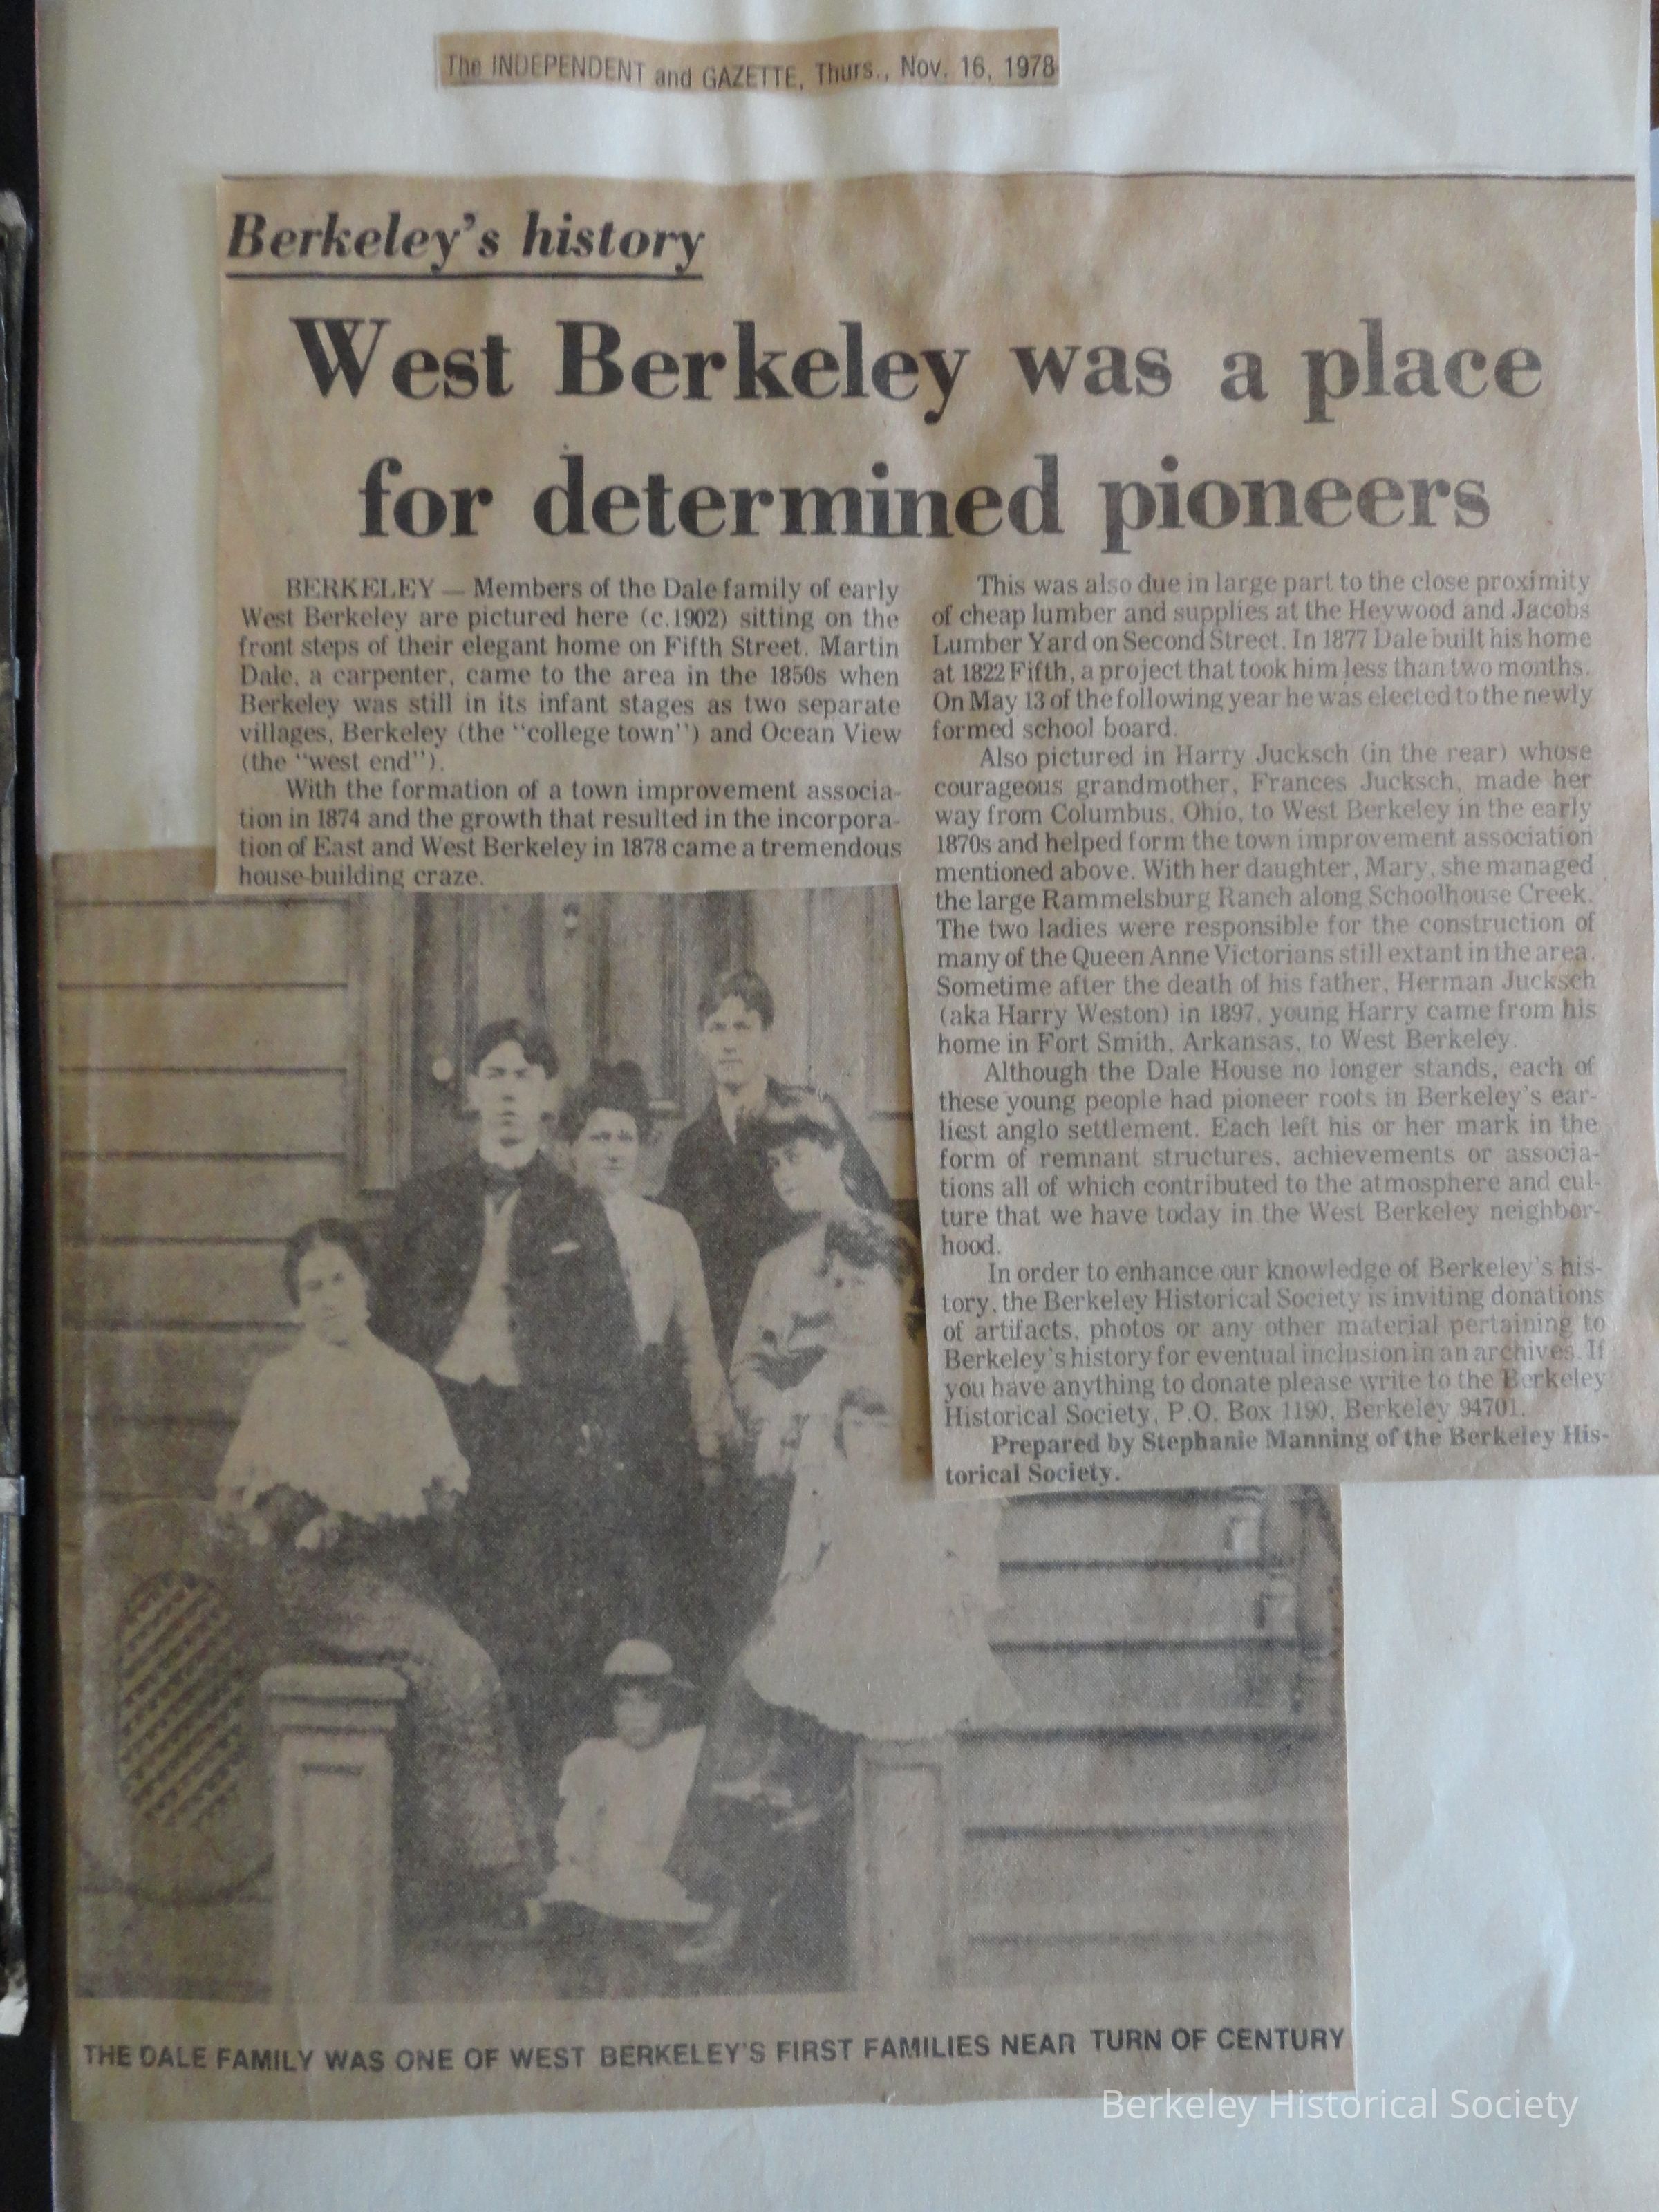 The INDEPENDENT and GAZETTE, Thurs., Nov. 16, 1978
Berkeley's history
West Berkeley was a place
for determined pioneers
BERKELEY — Members of the Dale family of early
West Berkeley are pictured here (c.1902) sitting on the
front steps of their elegant home on Fifth Street. Martin
Dale, a carpenter, came to the area in the 1850s when
Berkeley was still in its infant stages as two separate
villages, Berkeley (the "college town") and Ocean View
(the "west end").
With the formation of a town improvement associa-
tion in 1874 and the growth that resulted in the incorpora-
tion of East and West Berkeley in 1878 came a tremendous
house-building craze.
This was also due in large part to the close proximity
of cheap lumber and supplies at the Heywood and Jacobs
Lumber Yard on Second Street. In 1877 Dale built his home
at 1822 Fifth, a project that took him less than two months.
On May 13 of the following year he was elected to the newly
formed school board.
Also pictured in Harry Jucksch (in the rear) whose
courageous grandmother, Frances Jucksch, made her
way from Columbus, Ohio, to West Berkeley in the early
1870s and helped form the town improvement association
mentioned above. With her daughter, Mary, she managed
the large Rammelsburg Ranch along Schoolhouse Creek.
The two ladies were responsible for the construction of
many of the Queen Anne Victorians still extant in the area.
Sometime after the death of his father, Herman Jucksch
(aka Harry Weston) in 1897, young Harry came from his
home in Fort Smith, Arkansas, to West Berkeley.
Although the Dale House no longer stands, each of
these young people had pioneer roots in Berkeley's ear-
liest anglo settlement. Each left his or her mark in the
form of remnant structures, achievements or associa-
tions all of which contributed to the atmosphere and cul-
ture that we have today in the West Berkeley neighbor-
hood.
In order to enhance our knowledge of Berkeley's his-
tory, the Berkeley Historical Society is inviting donations
of artifacts, photos or any other material pertaining to
Berkeley's history for eventual inclusion in an archives. If
you have anything to donate please write to the Berkeley
Historical Society, P.O. Box 1190, Berkeley 94701.
Prepared by Stephanie Manning of the Berkeley His-
torical Society.
THE DALE FAMILY WAS ONE OF WEST BERKELEY'S FIRST FAMILIES NEAR TURN OF CENTURY
Berkeley Historical Society